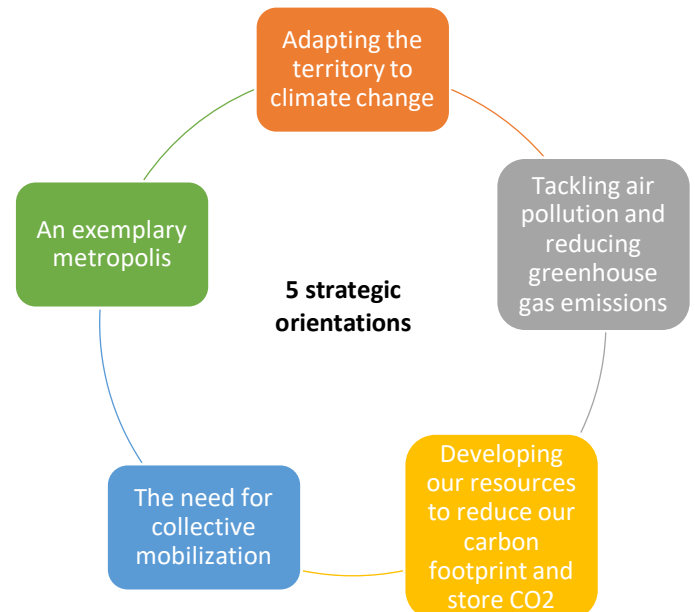 Adapting the
territory to
climate change
Tackling air
pollution and
reducing
greenhouse
gas emissions
Developing
our resources
to reduce our
carbon
footprint and
store CO2
The need for
collective
mobilization
An exemplary
metropolis
5 strategic
orientations